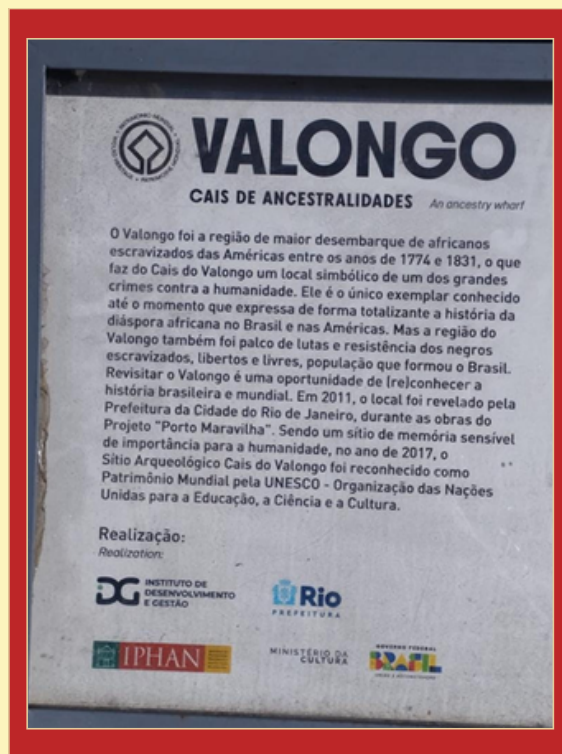 VALONGO
CAIS DE ANCESTRALIDADES An ancestry wharf
O Valongo foi a região de maior desembarque de africanos
escravizados das Américas entre os anos de 1774 e 1831, o que
faz do Cais do Valongo um local simbólico de um dos grandes
crimes contra a humanidade. Ele é o único exemplar conhecido
até o momento que expressa de forma totalizante a história da
diáspora africana no Brasil e nas Américas. Mas a região do
Valongo também foi palco de lutas e resistência dos negros
escravizados, libertos e livres, população que formou o Brasil.
Revisitar o Valongo é uma oportunidade de (re)conhecer a
história brasileira e mundial. Em 2011, o local foi revelado pela
Prefeitura da Cidade do Rio de Janeiro, durante as obras do
Projeto "Porto Maravilha". Sendo um sítio de memória sensível
de importância para a humanidade, no ano de 2017, o
Sítio Arqueológico Cais do Valongo foi reconhecido como
Patrimônio Mundial pela UNESCO - Organização das Nações
Unidas para a Educação, a Ciência e a Cultura.
Realização:
Realization:
DG INSTITUTO DE
DESENVOLVIMENTO
E GESTÃO
Rio
PREFEITURA
IPHAN
MINISTÉRIO DA
CULTURA
GOVERNO FEDERAL
BRASIL